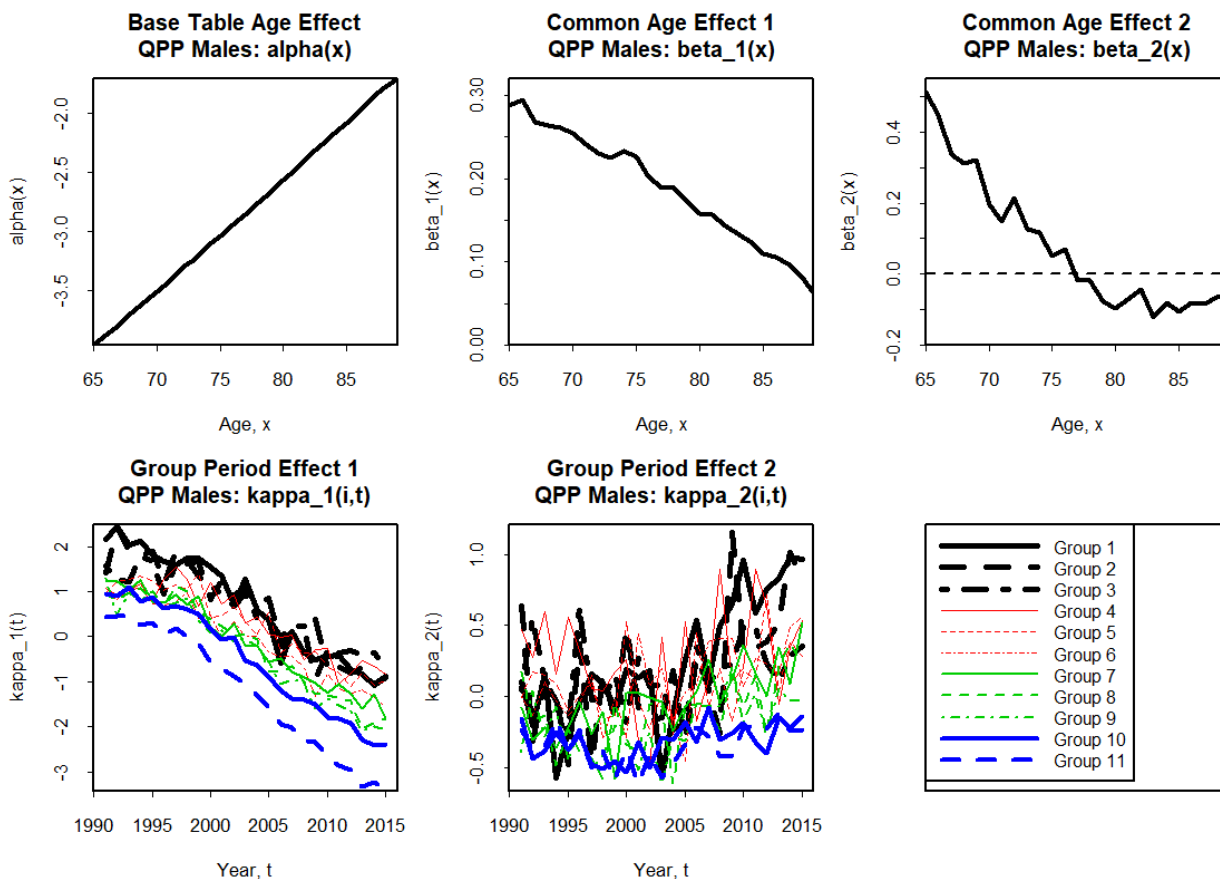 Base Table Age Effect
QPP Males: alpha(x)
alpha(x)
-2.0
-2.5
-3.0
-3.5
65 70 75 80 85
Age, x
Common Age Effect 1
QPP Males: beta_1(x)
beta_1(x)
0.30
0.20
0.10
0.00
65 70 75 80 85
Age, x
Common Age Effect 2
QPP Males: beta_2(x)
beta_2(x)
0.4
0.2
0.0
-0.2
65 70 75 80 85
Age, x
Group Period Effect 1
QPP Males: kappa_1(i,t)
kappa_1(t)
2
1
0
-1
-2
-3
1990 1995 2000 2005 2010 2015
Year, t
Group Period Effect 2
QPP Males: kappa_2(i,t)
kappa_2(t)
1.0
0.5
0.0
-0.5
1990 1995 2000 2005 2010 2015
Year, t
Group 1
Group 2
Group 3
Group 4
Group 5
Group 6
Group 7
Group 8
Group 9
Group 10
Group 11